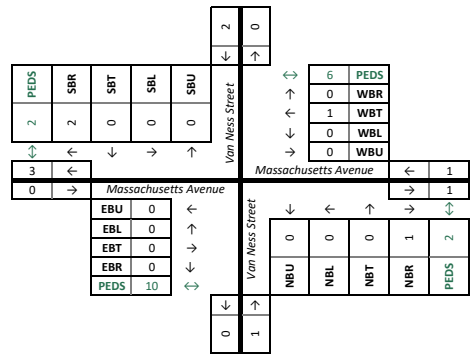 2 0
↓ ↑
PEDS SBR SBT SBL SBU
2 2 0 0 0
↕ ← ↓ → ↑
Van Ness Street
↔ 6 PEDS
↑ 0 WBR
← 1 WBT
↓ 0 WBL
→ 0 WBU
3 ←
0 →
Massachusetts Avenue
Massachusetts Avenue
← 1
→ 1
EBU 0 ←
EBL 0 ↑
EBT 0 →
EBR 0 ↓
PEDS 10 ↔
Van Ness Street
↓ ← ↑ → ↕
0 0 0 1 2
NBU NBL NBT NBR PEDS
↓ ↑
0 1